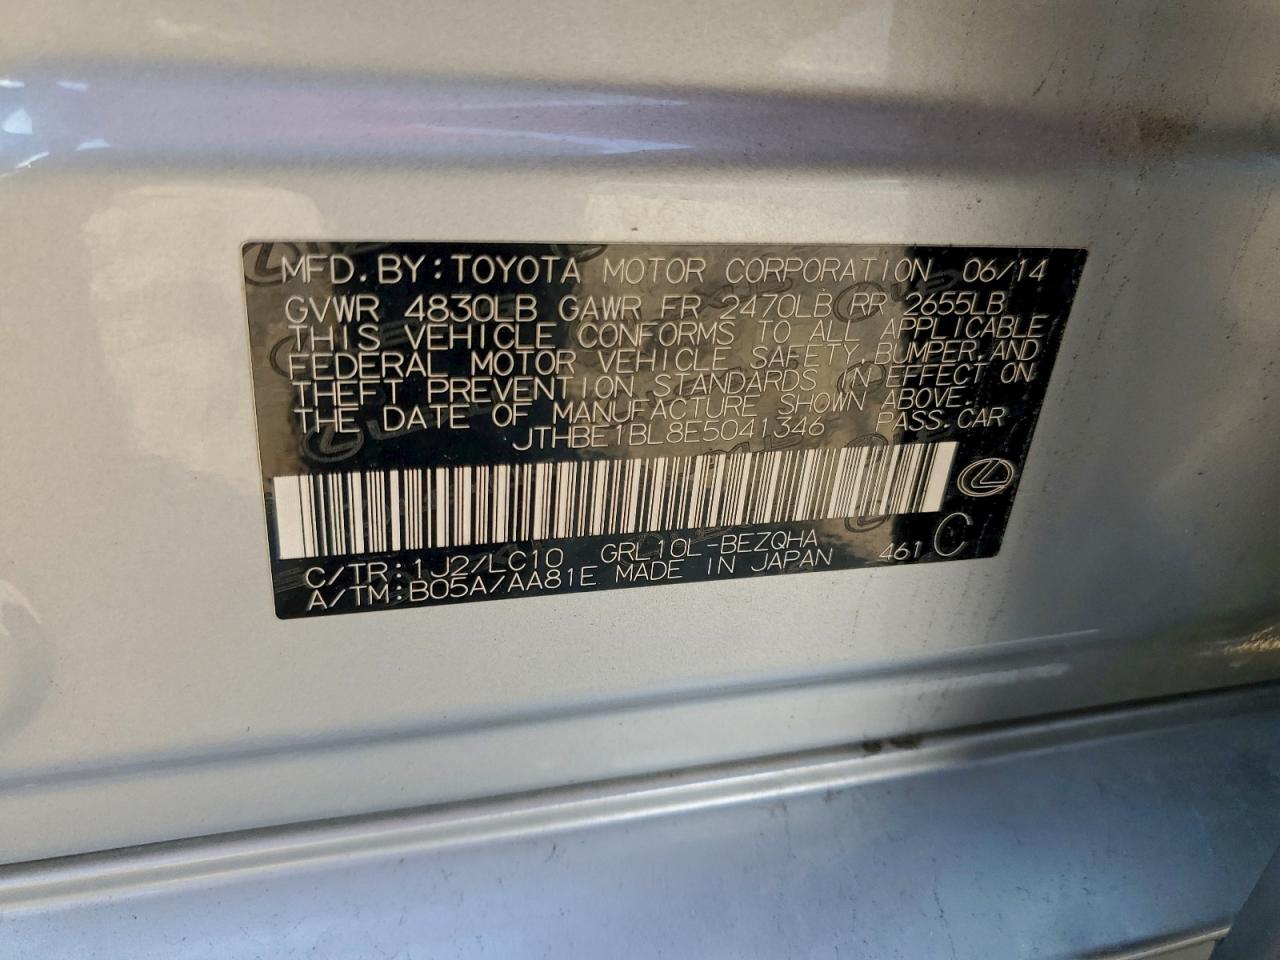 MFD.BY:TOYOTA MOTOR CORPORATION 06/14
GVWR 4830LB GAWR FR 2470LB RR 2655LB
THIS VEHICLE CONFORMS TO ALL APPLICABLE
FEDERAL MOTOR VEHICLE SAFETY,BUMPER,AND
THEFT PREVENTION STANDARDS IN EFFECT ON
THE DATE OF MANUFACTURE SHOWN ABOVE.
JTHBE1BL8E5041346 PASS.CAR
C/TR:1J2/LC10 GRL10L-BEZQHA 461 C
A/TM:B05A/AA81E MADE IN JAPAN